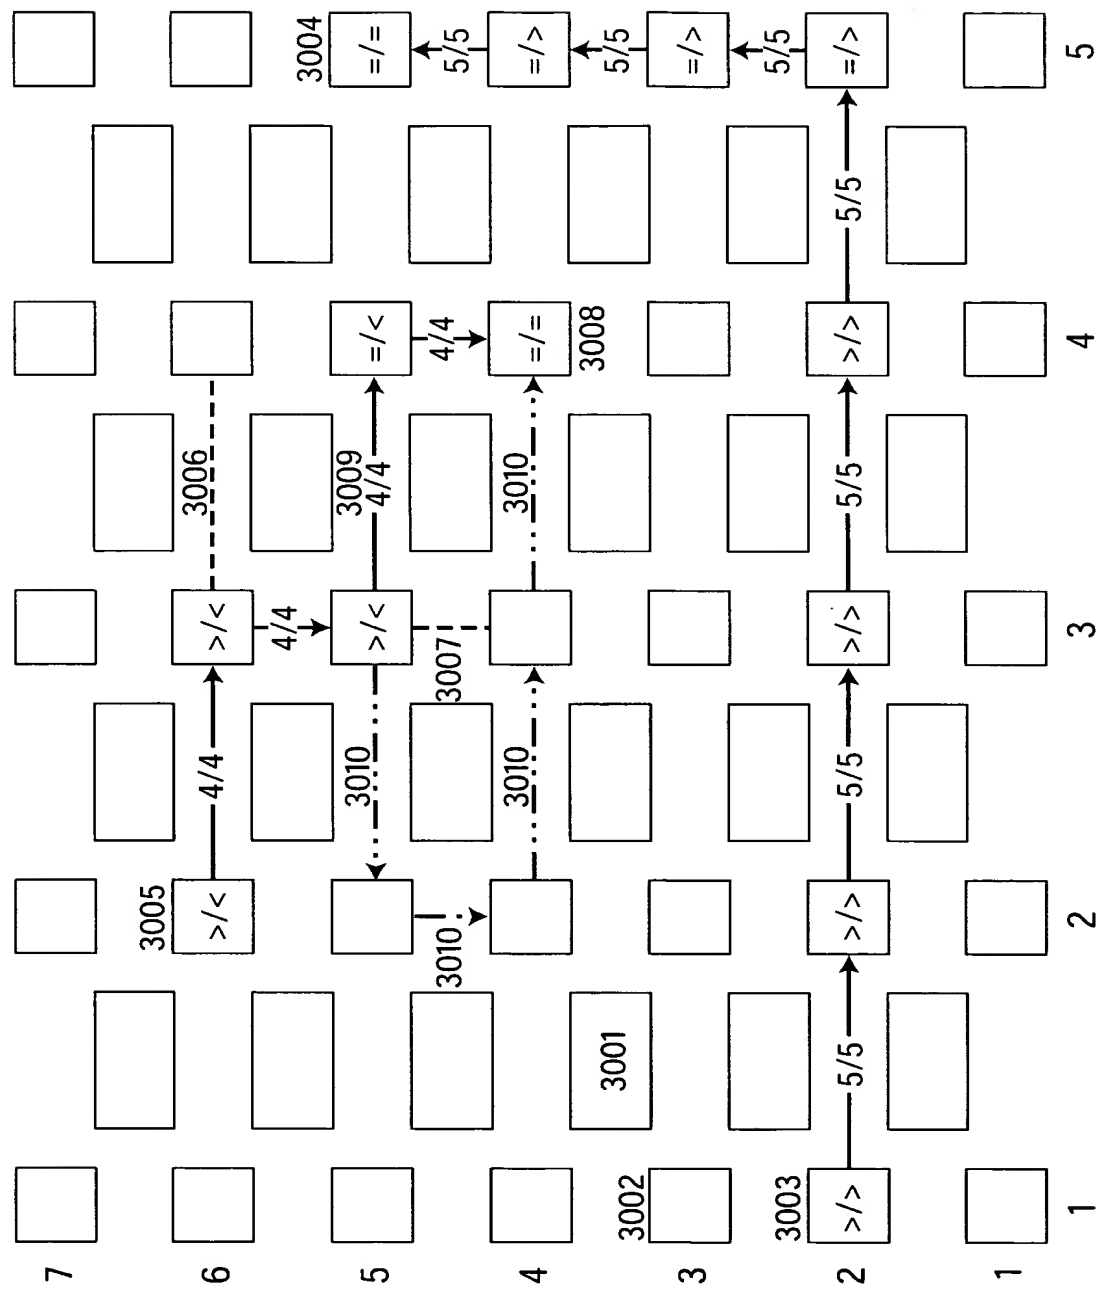 7
3005
3006
6 >/< 4/4 >/<
4/4
3004
3010 3009
5 >/< 4/4 =/< =/=
3010 3007 4/4 5/5
3010 3010
4 =/= =/>
3008
3001 5/5
3002
3 =/>
3003 5/5
2 >/> 5/5 >/> 5/5 >/> 5/5 >/> 5/5 =/>
1
1 2 3 4 5